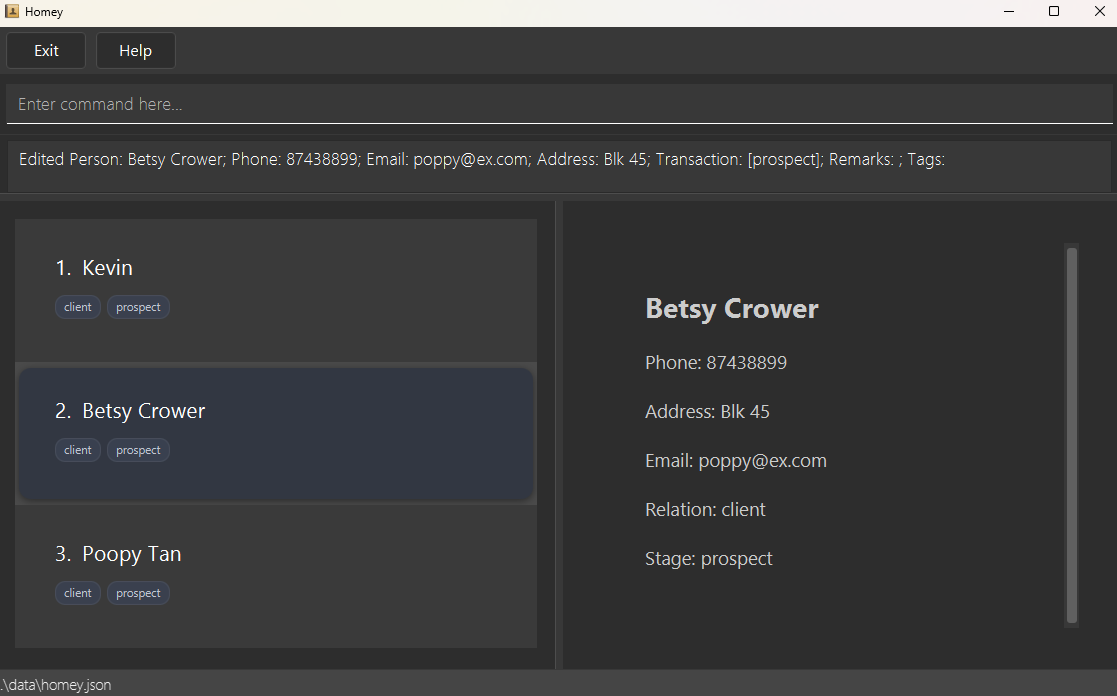 Homey
Exit Help
Enter command here...
Edited Person: Betsy Crower; Phone: 87438899; Email: poppy@ex.com; Address: Blk 45; Transaction: [prospect]; Remarks: ; Tags:
1. Kevin
client prospect
2. Betsy Crower
client prospect
3. Poopy Tan
client prospect
Betsy Crower
Phone: 87438899
Address: Blk 45
Email: poppy@ex.com
Relation: client
Stage: prospect
.\data\homey.json